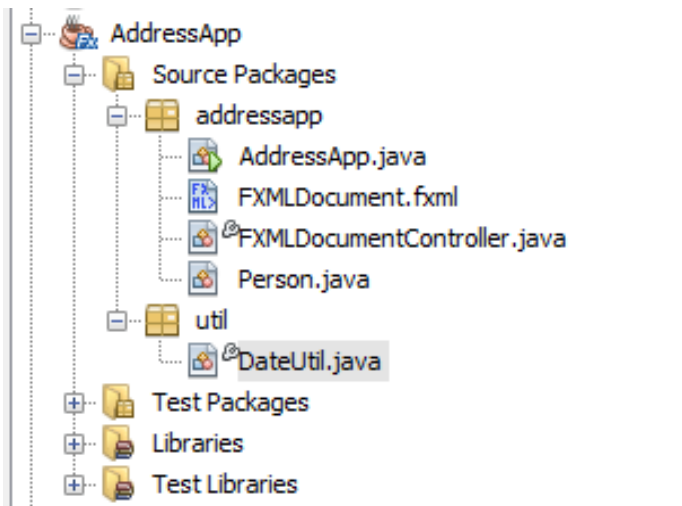 AddressApp
Source Packages
addressapp
AddressApp.java
FXMLDocument.fxml
FXMLDocumentController.java
Person.java
util
DateUtil.java
Test Packages
Libraries
Test Libraries